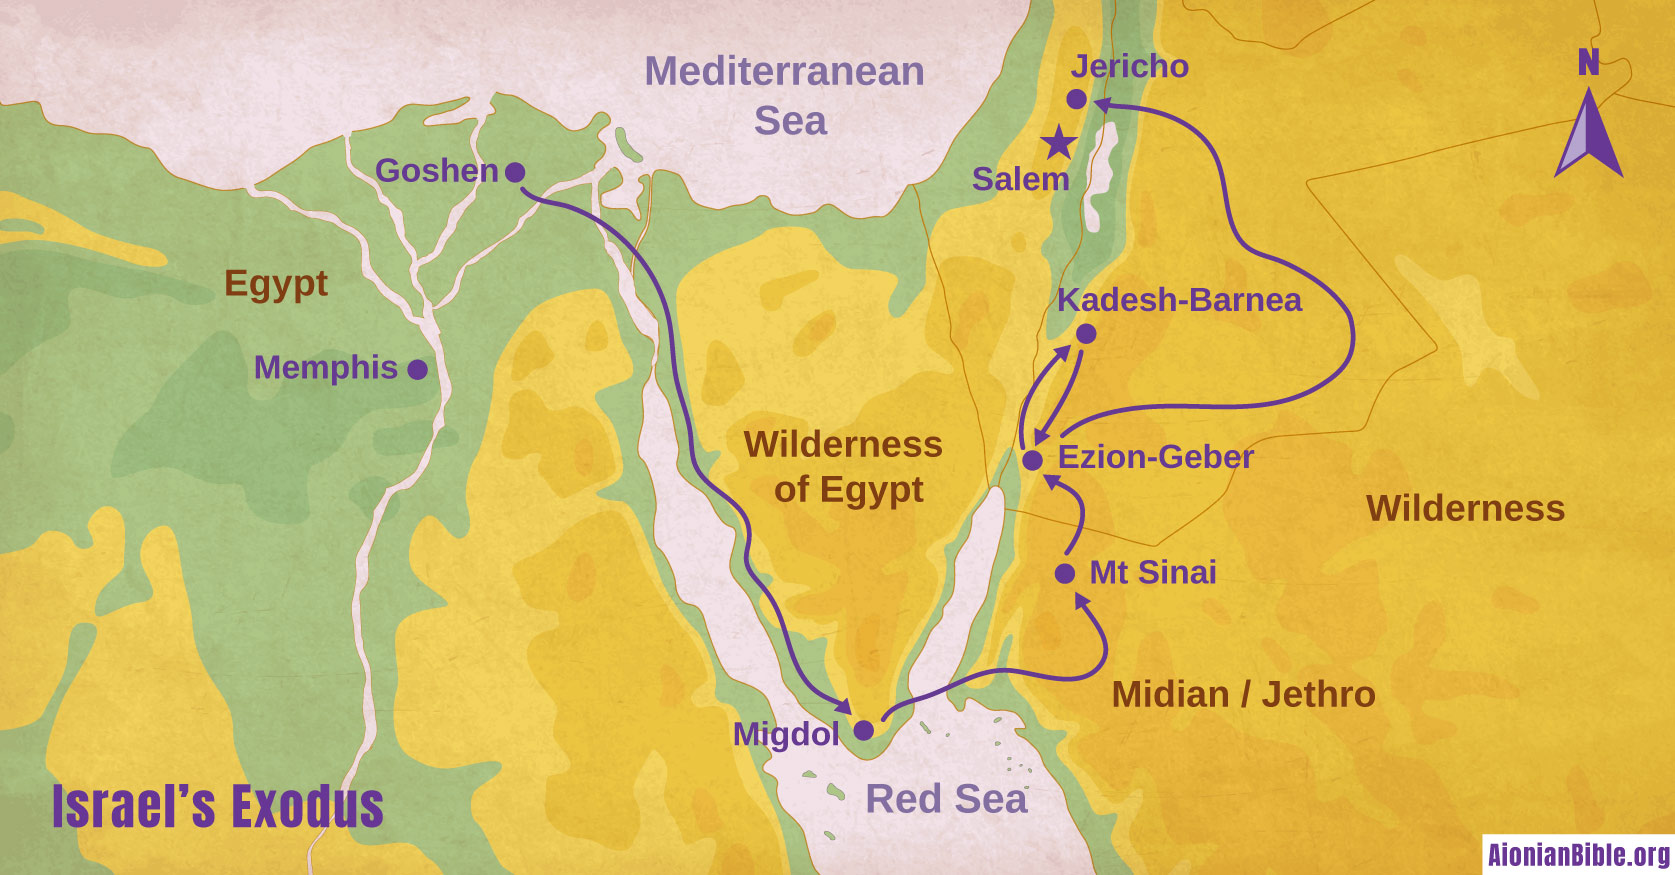 Mediterranean
Sea
Jericho
N
Goshen
Salem
Egypt
Kadesh-Barnea
Memphis
Wilderness
of Egypt
Ezion-Geber
Wilderness
Mt Sinai
Midian / Jethro
Migdol
Israel's Exodus
Red Sea
AionianBible.org